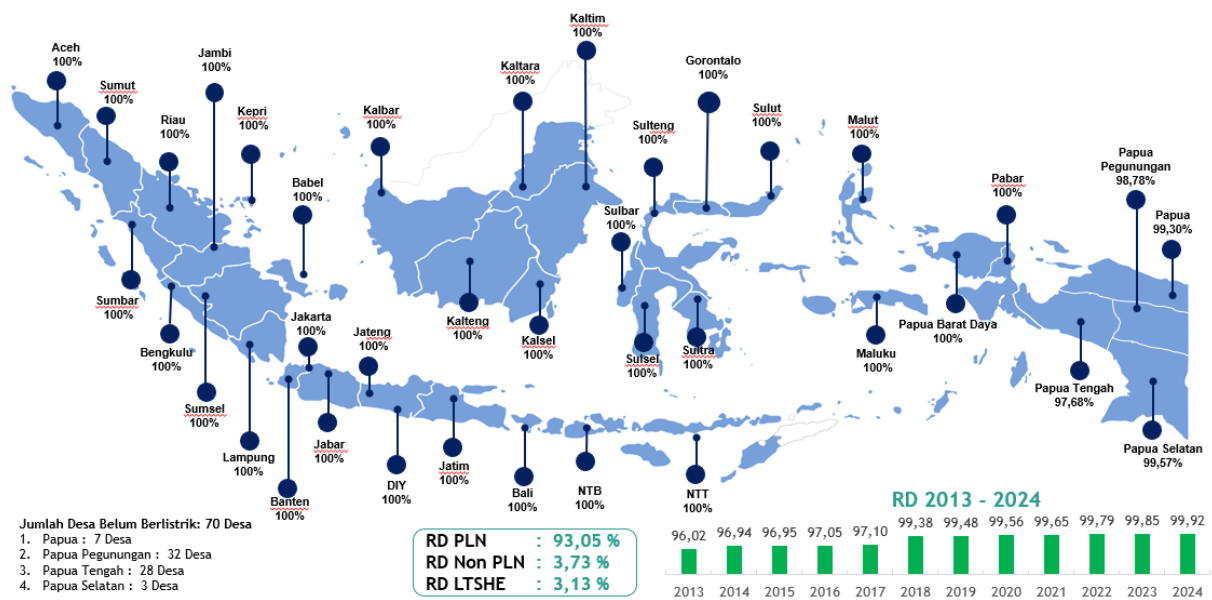 Kaltim
100%
Aceh
100%
Jambi
100%
Gorontalo
100%
Kaltara
100%
Sumut
100%
Kepri
100%
Kalbar
100%
Sulut
100%
Riau
100%
Sulteng
100%
Malut
100%
Papua
Pegunungan
98,78%
Babel
100%
Pabar
100%
Papua
99,30%
Sulbar
100%
Sumbar
100%
Jakarta
100%
Kalteng
100%
Kalsel
100%
Jateng
100%
Bengkulu
100%
Sulsel
100%
Sultra
100%
Papua Barat Daya
100%
Maluku
100%
Papua Tengah
97,68%
Sumsel
100%
Jabar
100%
Lampung
100%
Jatim
100%
Papua Selatan
99,57%
DIY
100%
Bali
100%
NTB
100%
NTT
100%
Banten
100%
Jumlah Desa Belum Berlistrik: 70 Desa
1. Papua : 7 Desa
2. Papua Pegunungan : 32 Desa
3. Papua Tengah : 28 Desa
4. Papua Selatan : 3 Desa
RD PLN : 93,05 %
RD Non PLN : 3,73 %
RD LTSHE : 3,13 %
RD 2013 - 2024
96,02 96,94 96,95 97,05 97,10 99,38 99,48 99,56 99,65 99,79 99,85 99,92
2013 2014 2015 2016 2017 2018 2019 2020 2021 2022 2023 2024